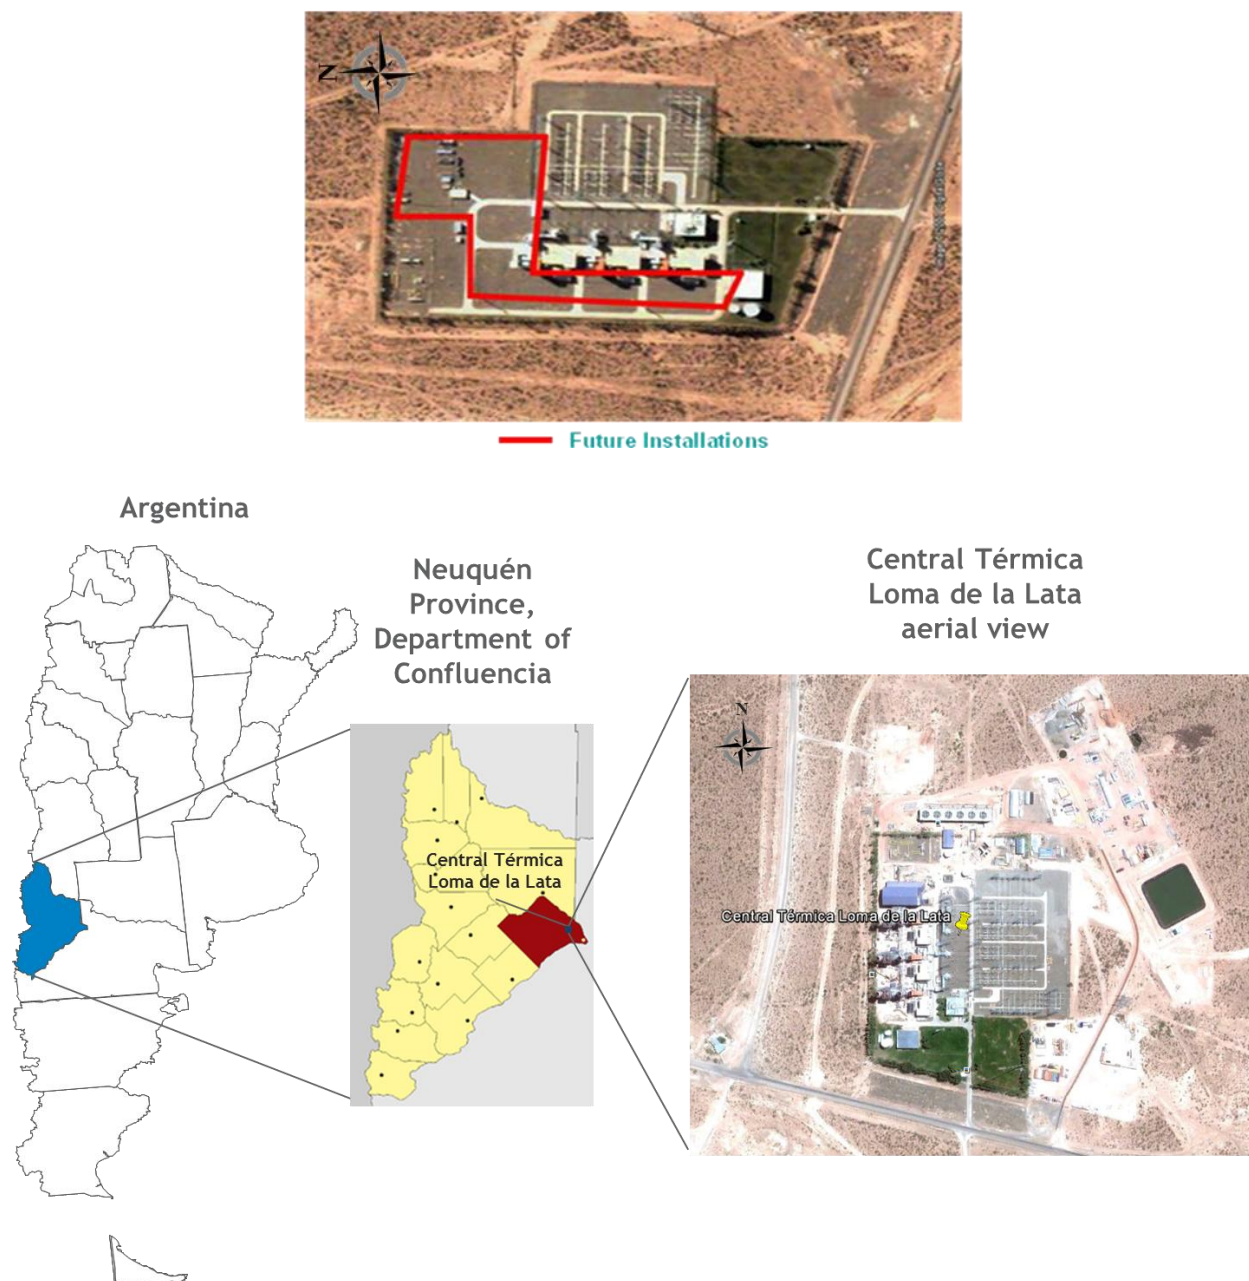 N
Future Installations
Argentina
Neuquén
Province,
Department of
Confluencia
Central Térmica
Loma de la Lata
aerial view
Central Térmica
Loma de la Lata
N
Central Térmica Loma de la Lata